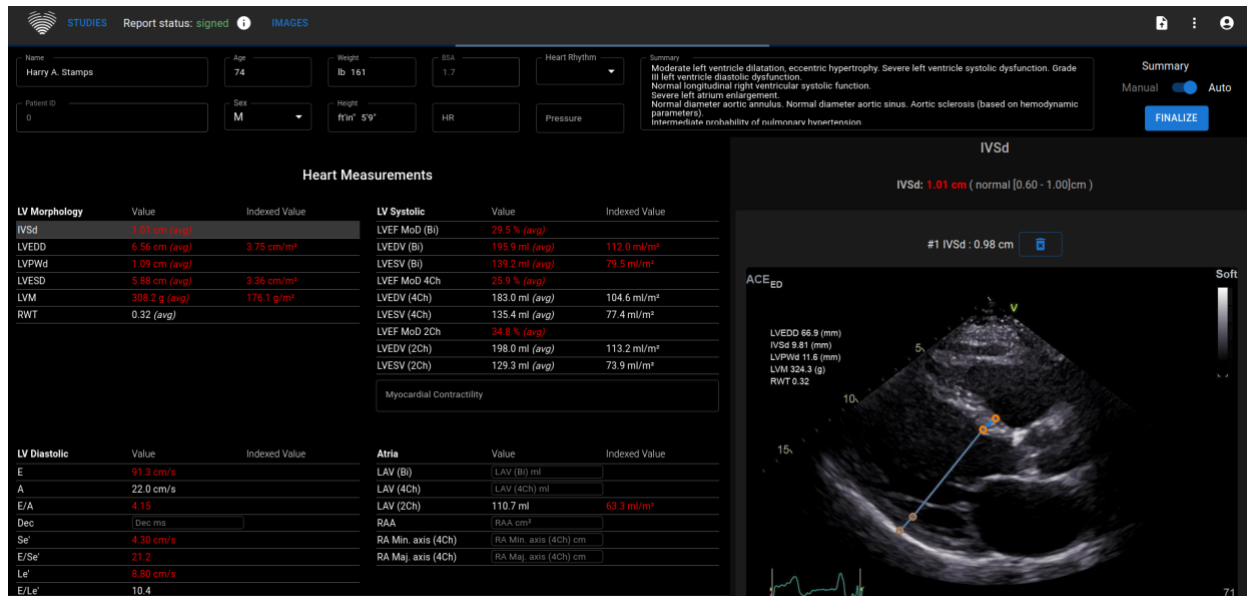 STUDIES Report status: signed i IMAGES
Name
Harry A. Stamps
Age
74
Weight
lb 161
BSA
1.7
Heart Rhythm
Patient ID
0
Sex
M
Height
ft'in" 5'9"
HR
Pressure
Summary
Moderate left ventricle dilatation, eccentric hypertrophy. Severe left ventricle systolic dysfunction. Grade
III left ventricle diastolic dysfunction.
Normal longitudinal right ventricular systolic function.
Severe left atrium enlargement.
Normal diameter aortic annulus. Normal diameter aortic sinus. Aortic sclerosis (based on hemodynamic
parameters).
Intermediate probability of pulmonary hypertension.
Summary
Manual Auto
FINALIZE
Heart Measurements
LV Morphology Value Indexed Value
IVSd 1.01 cm (avg)
LVEDD 6.56 cm (avg) 3.75 cm/m²
LVPWd 1.09 cm (avg)
LVESD 5.88 cm (avg) 3.36 cm/m²
LVM 308.2 g (avg) 176.1 g/m²
RWT 0.32 (avg)
LV Systolic Value Indexed Value
LVEF MoD (Bi) 29.5 % (avg)
LVEDV (Bi) 195.9 ml (avg) 112.0 ml/m²
LVESV (Bi) 139.2 ml (avg) 79.5 ml/m²
LVEF MoD 4Ch 25.9 % (avg)
LVEDV (4Ch) 183.0 ml (avg) 104.6 ml/m²
LVESV (4Ch) 135.4 ml (avg) 77.4 ml/m²
LVEF MoD 2Ch 34.8 % (avg)
LVEDV (2Ch) 198.0 ml (avg) 113.2 ml/m²
LVESV (2Ch) 129.3 ml (avg) 73.9 ml/m²
Myocardial Contractility
LV Diastolic Value Indexed Value
E 91.3 cm/s
A 22.0 cm/s
E/A 4.15
Dec Dec ms
Se' 4.30 cm/s
E/Se' 21.2
Le' 8.80 cm/s
E/Le' 10.4
Atria Value Indexed Value
LAV (Bi) LAV (Bi) ml
LAV (4Ch) LAV (4Ch) ml
LAV (2Ch) 110.7 ml 63.3 ml/m²
RAA RAA cm²
RA Min. axis (4Ch) RA Min. axis (4Ch) cm
RA Maj. axis (4Ch) RA Maj. axis (4Ch) cm
IVSd
IVSd: 1.01 cm ( normal [0.60 - 1.00]cm )
#1 IVSd : 0.98 cm
ACE ED
Soft
V
LVEDD 66.9 (mm)
IVSd 9.81 (mm)
LVPWd 11.6 (mm)
LVM 324.3 (g)
RWT 0.32
5
10
15
71